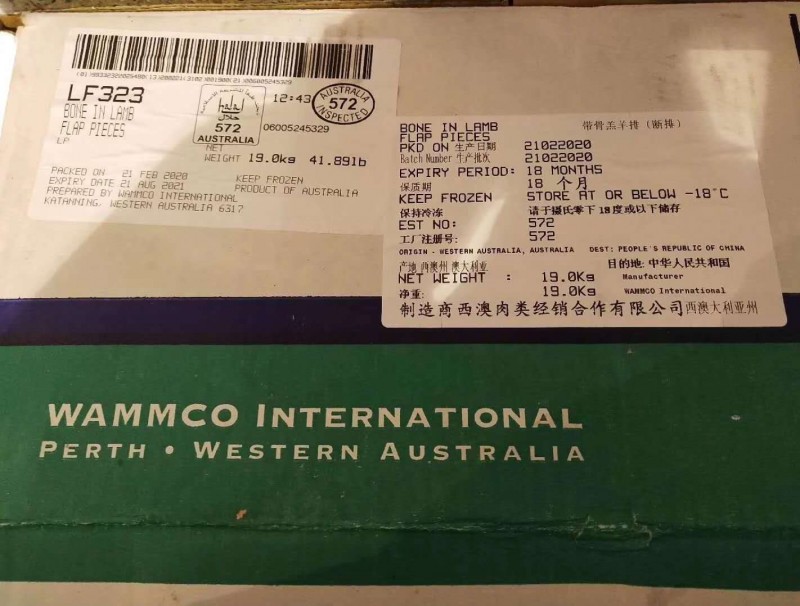 LF323
BONE IN LAMB
FLAP PIECES
LP
12:43
AUSTRALIA
572
INSPECTED
halal
حلال
572
AUSTRALIA
06005245329
NET
WEIGHT 19.0kg 41.89lb
PACKED ON 21 FEB 2020
EXPIRY DATE 21 AUG 2021
PREPARED BY WAMMCO INTERNATIONAL
KATANNING, WESTERN AUSTRALIA 6317
KEEP FROZEN
PRODUCT OF AUSTRALIA
BONE IN LAMB 带骨羔羊排（断排）
FLAP PIECES
PKD ON 生产日期 21022020
Batch Number 生产批次 21022020
EXPIRY PERIOD: 18 MONTHS
保质期 18 个月
KEEP FROZEN STORE AT OR BELOW -18°C
保持冷冻 请于摄氏零下 18度或以下储存
EST NO: 572
工厂注册号: 572
ORIGIN - WESTERN AUSTRALIA, AUSTRALIA DEST: PEOPLE'S REPUBLIC OF CHINA
产地 西澳州 澳大利亚 目的地: 中华人民共和国
NET WEIGHT : 19.0Kg Manufacturer
净重: 19.0Kg WAMMCO International
制造商西澳肉类经销合作有限公司西澳大利亚州
WAMMCO INTERNATIONAL
PERTH • WESTERN AUSTRALIA